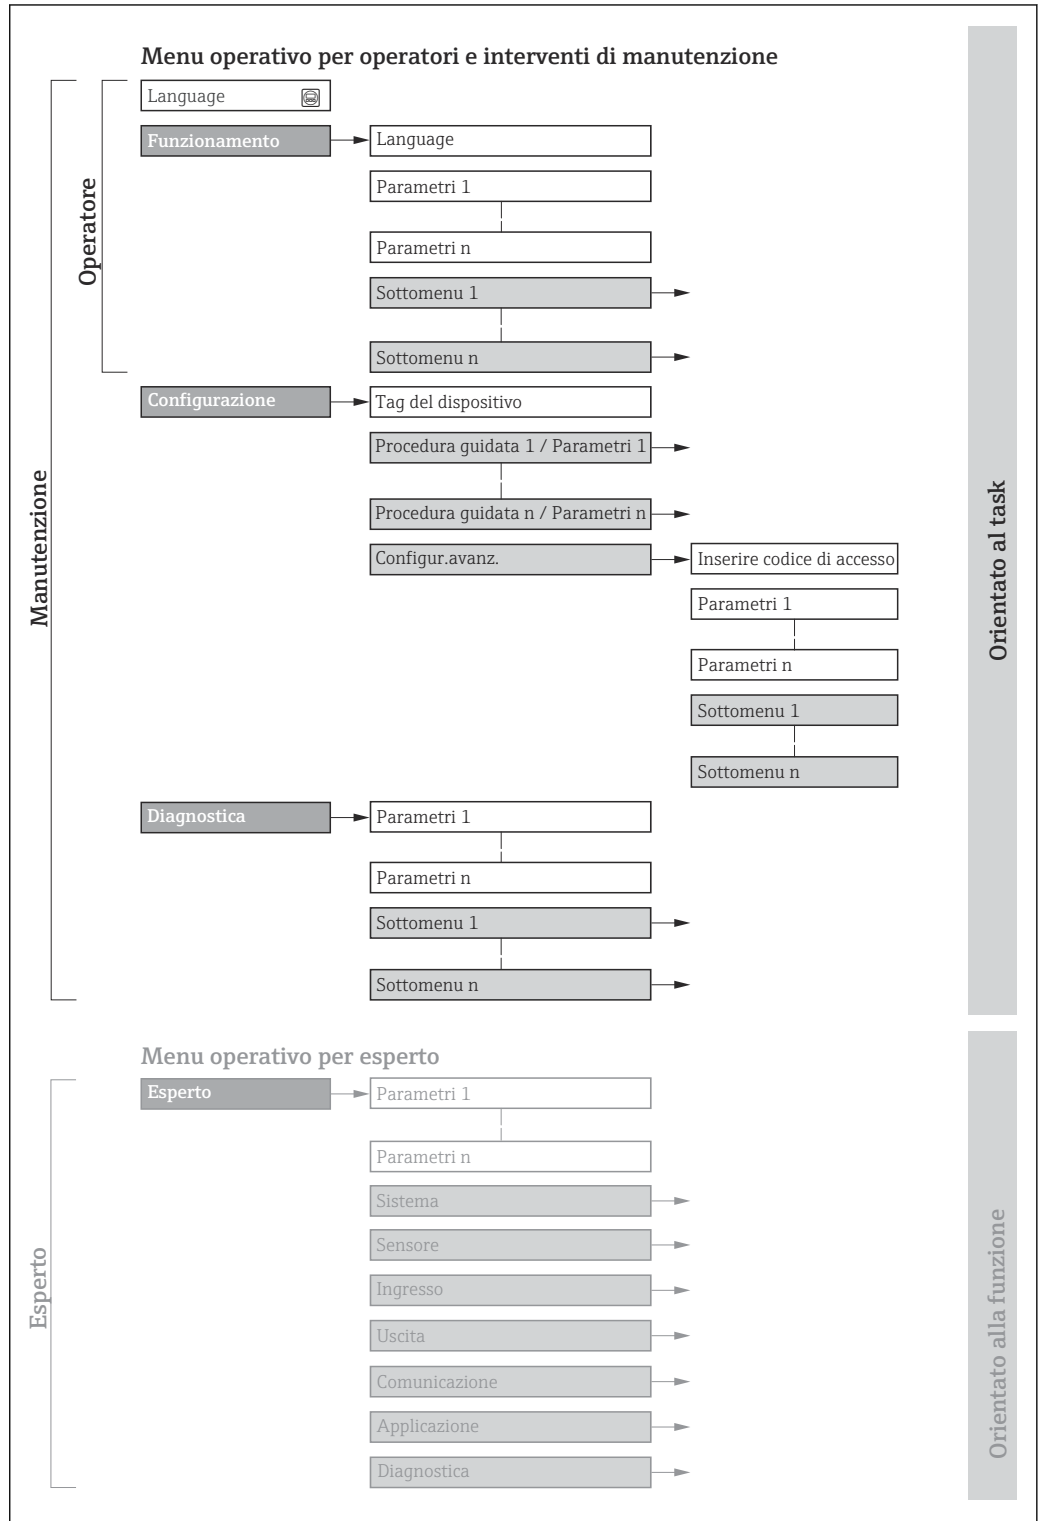 Menu operativo per operatori e interventi di manutenzione
Manutenzione
Operatore
Language
Funzionamento
Language
Parametri 1
Parametri n
Sottomenu 1
Sottomenu n
Configurazione
Tag del dispositivo
Procedura guidata 1 / Parametri 1
Procedura guidata n / Parametri n
Configur.avanz.
Inserire codice di accesso
Parametri 1
Parametri n
Sottomenu 1
Sottomenu n
Diagnostica
Parametri 1
Parametri n
Sottomenu 1
Sottomenu n
Orientato al task
Menu operativo per esperto
Esperto
Esperto
Parametri 1
Parametri n
Sistema
Sensore
Ingresso
Uscita
Comunicazione
Applicazione
Diagnostica
Orientato alla funzione